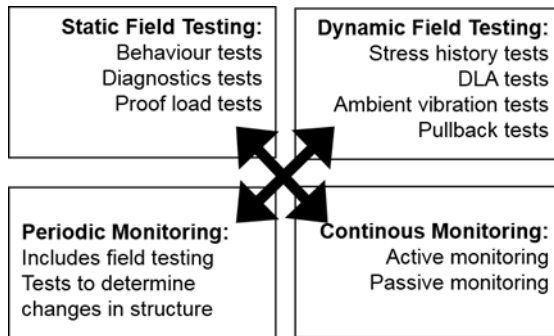 Static Field Testing:
Behaviour tests
Diagnostics tests
Proof load tests
Dynamic Field Testing:
Stress history tests
DLA tests
Ambient vibration tests
Pullback tests
Periodic Monitoring:
Includes field testing
Tests to determine
changes in structure
Continous Monitoring:
Active monitoring
Passive monitoring